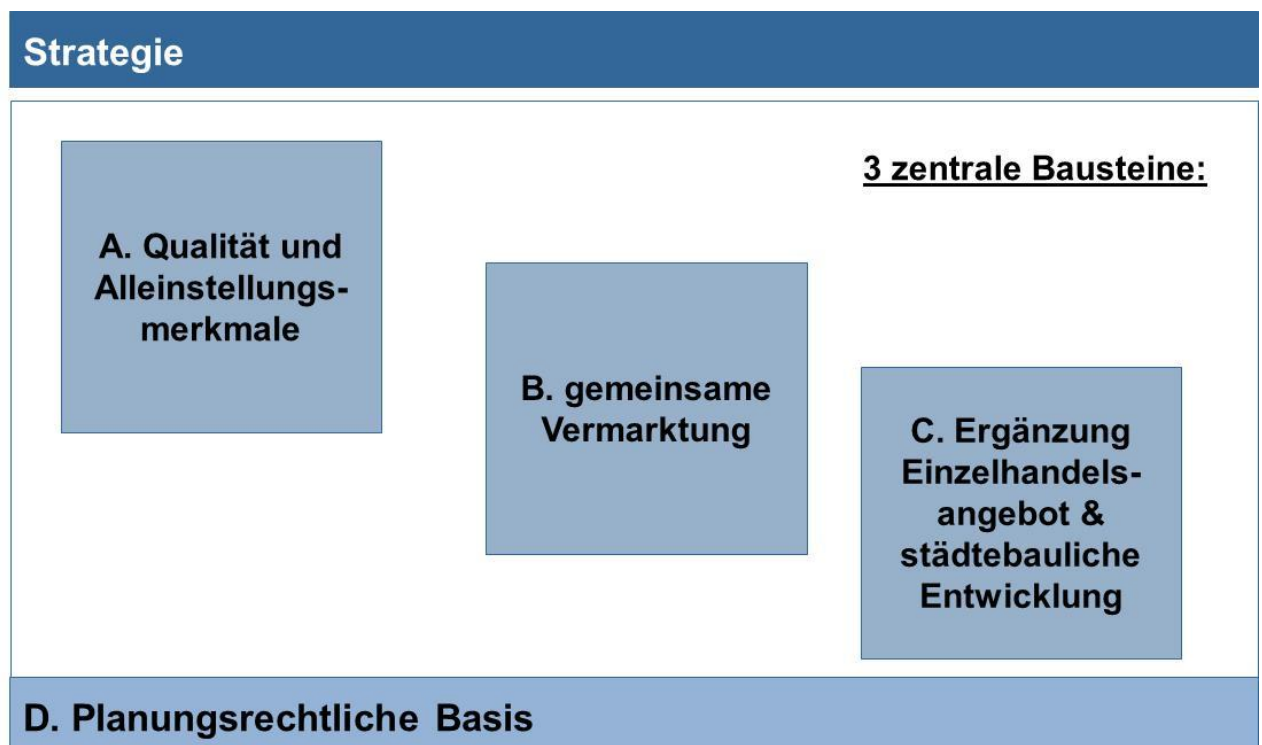 Strategie
3 zentrale Bausteine:
A. Qualität und
Alleinstellungs-
merkmale
B. gemeinsame
Vermarktung
C. Ergänzung
Einzelhandels-
angebot &
städtebauliche
Entwicklung
D. Planungsrechtliche Basis